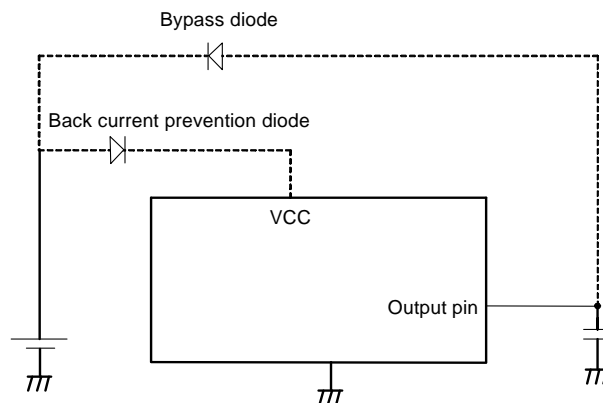 Bypass diode
Back current prevention diode
VCC
Output pin